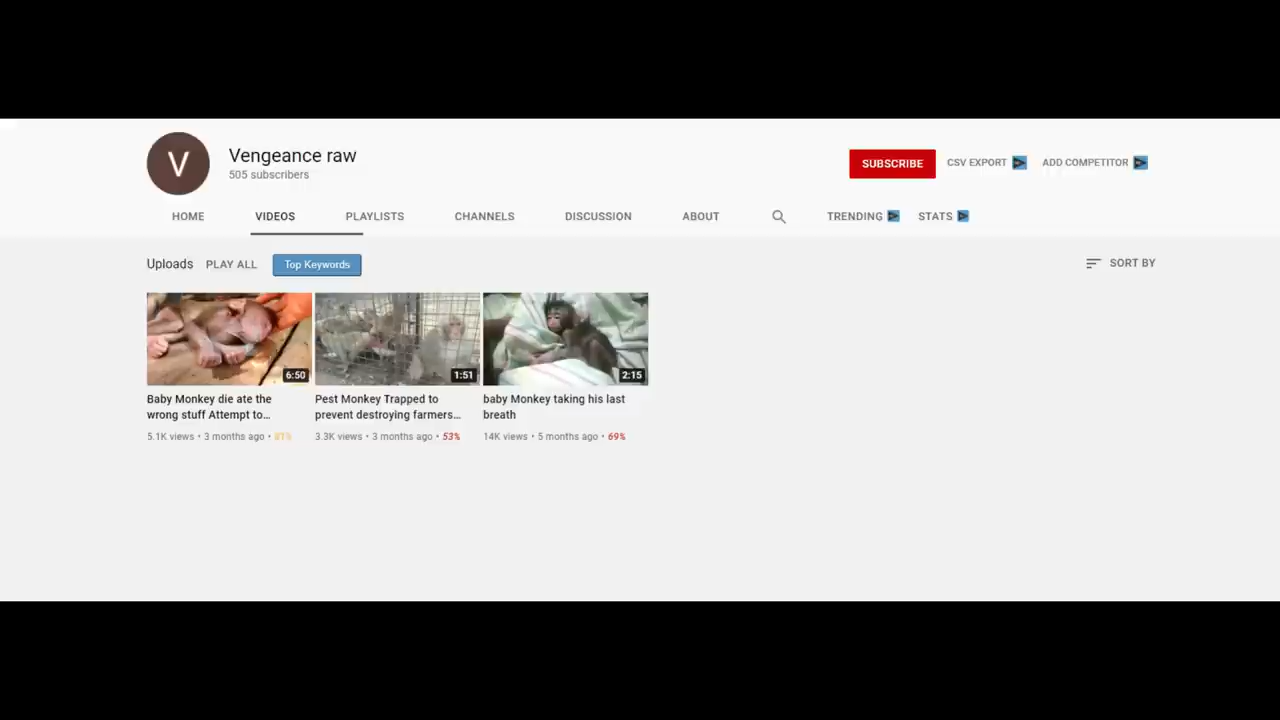 V
Vengeance raw
505 subscribers
SUBSCRIBE
CSV EXPORT
ADD COMPETITOR
HOME
VIDEOS
PLAYLISTS
CHANNELS
DISCUSSION
ABOUT
TRENDING
STATS
Uploads
PLAY ALL
Top Keywords
SORT BY
6:50
Baby Monkey die ate the
wrong stuff Attempt to...
5.1K views • 3 months ago •
1:51
Pest Monkey Trapped to
prevent destroying farmers...
3.3K views • 3 months ago • 53%
2:15
baby Monkey taking his last
breath
14K views • 5 months ago • 69%